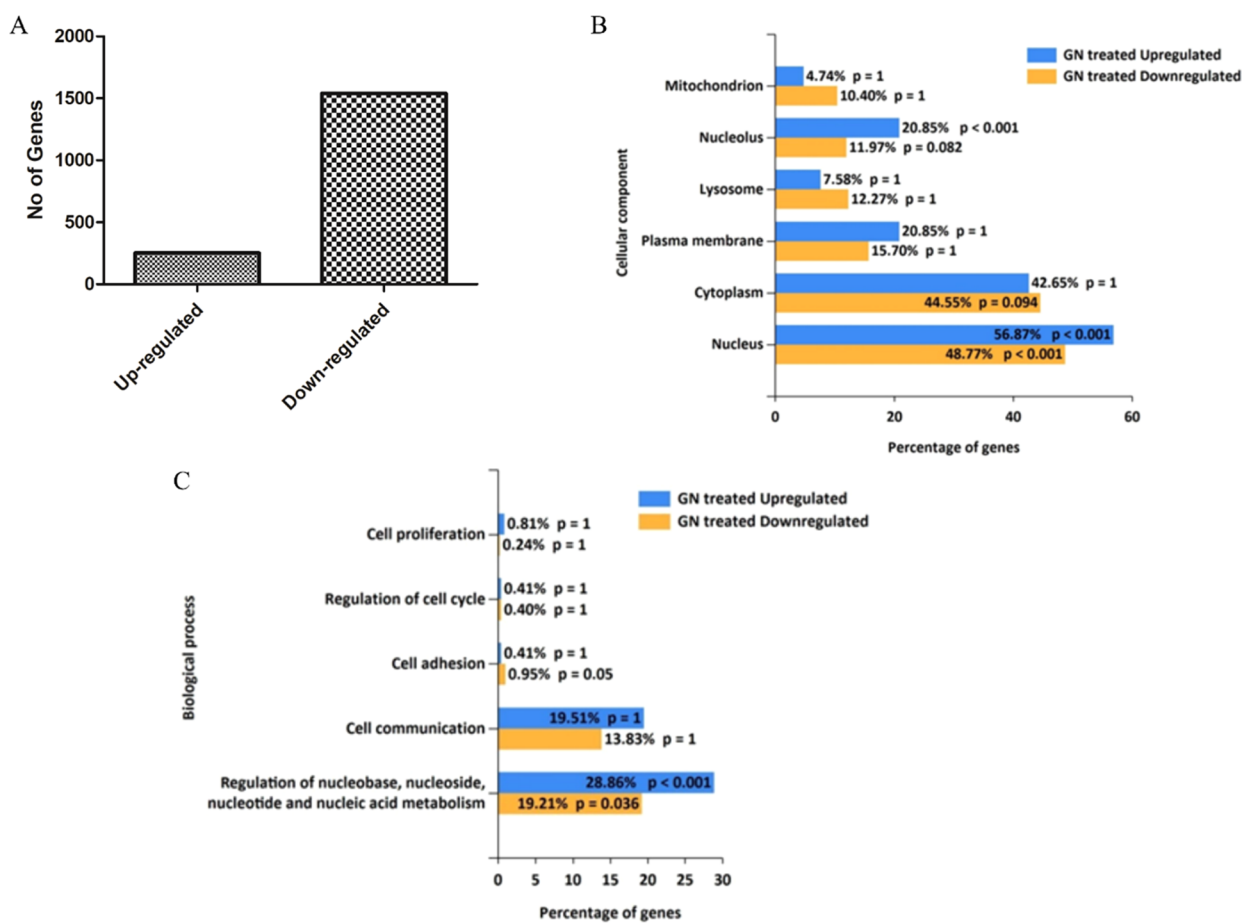 A
2000
1500
1000
500
0
No of Genes
Up-regulated
Down-regulated
B
GN treated Upregulated
GN treated Downregulated
Cellular component
Mitochondrion
4.74% p = 1
10.40% p = 1
Nucleolus
20.85% p < 0.001
11.97% p = 0.082
Lysosome
7.58% p = 1
12.27% p = 1
Plasma membrane
20.85% p = 1
15.70% p = 1
Cytoplasm
42.65% p = 1
44.55% p = 0.094
Nucleus
56.87% p < 0.001
48.77% p < 0.001
0 20 40 60
Percentage of genes
C
GN treated Upregulated
GN treated Downregulated
Biological process
Cell proliferation
0.81% p = 1
0.24% p = 1
Regulation of cell cycle
0.41% p = 1
0.40% p = 1
Cell adhesion
0.41% p = 1
0.95% p = 0.05
Cell communication
19.51% p = 1
13.83% p = 1
Regulation of nucleobase, nucleoside,
nucleotide and nucleic acid metabolism
28.86% p < 0.001
19.21% p = 0.036
0 5 10 15 20 25 30
Percentage of genes